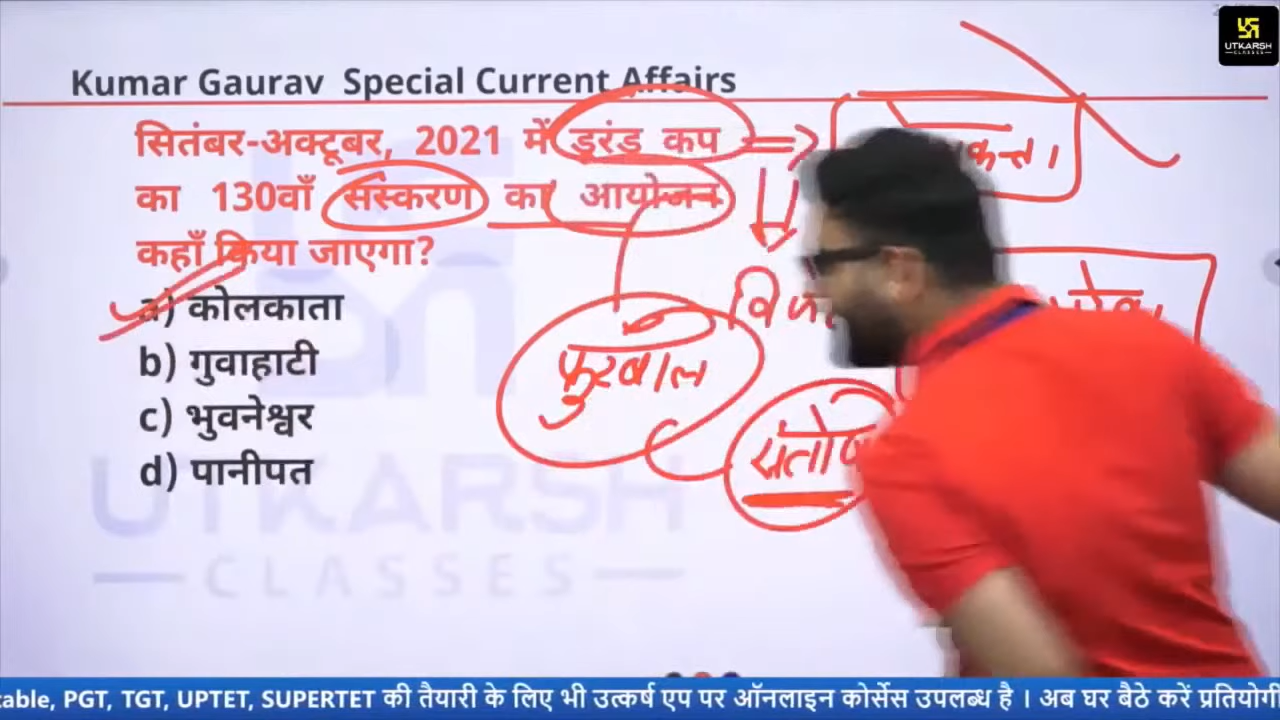 UTKARSH
CLASSES
Kumar Gaurav Special Current Affairs
सितंबर-अक्टूबर, 2021 में डूरंड कप
का 130वाँ संस्करण का आयोजन
कहाँ किया जाएगा?
a) कोलकाता
b) गुवाहाटी
c) भुवनेश्वर
d) पानीपत
फुटबाल
UTKARSH
CLASSES
table, PGT, TGT, UPTET, SUPERTET की तैयारी के लिए भी उत्कर्ष एप पर ऑनलाइन कोर्सेस उपलब्ध है । अब घर बैठे करें प्रतियोगी